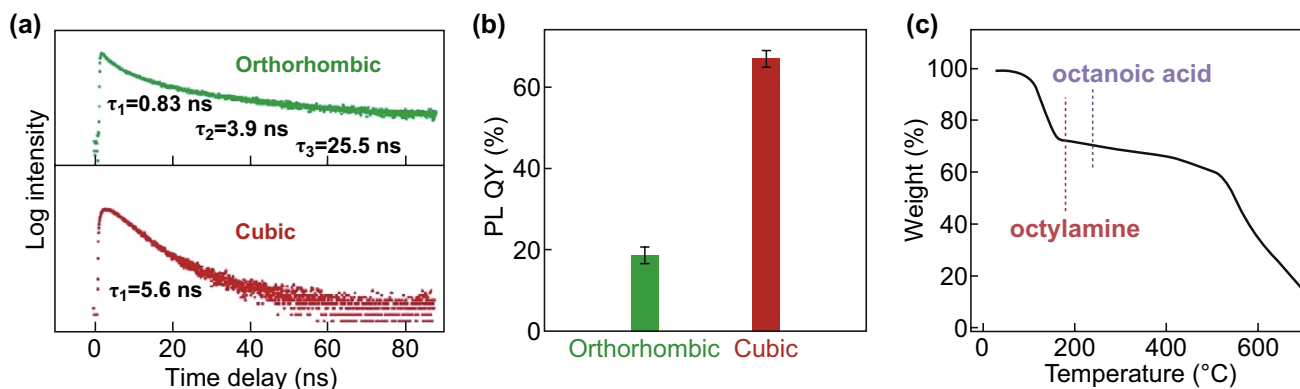 (a)
Log intensity
Orthorhombic
τ1=0.83 ns
τ2=3.9 ns
τ3=25.5 ns
Cubic
τ1=5.6 ns
0 20 40 60 80
Time delay (ns)
(b)
PL QY (%)
60
40
20
0
Orthorhombic Cubic
(c)
Weight (%)
100
80
60
40
20
0
octanoic acid
octylamine
0 200 400 600
Temperature (°C)